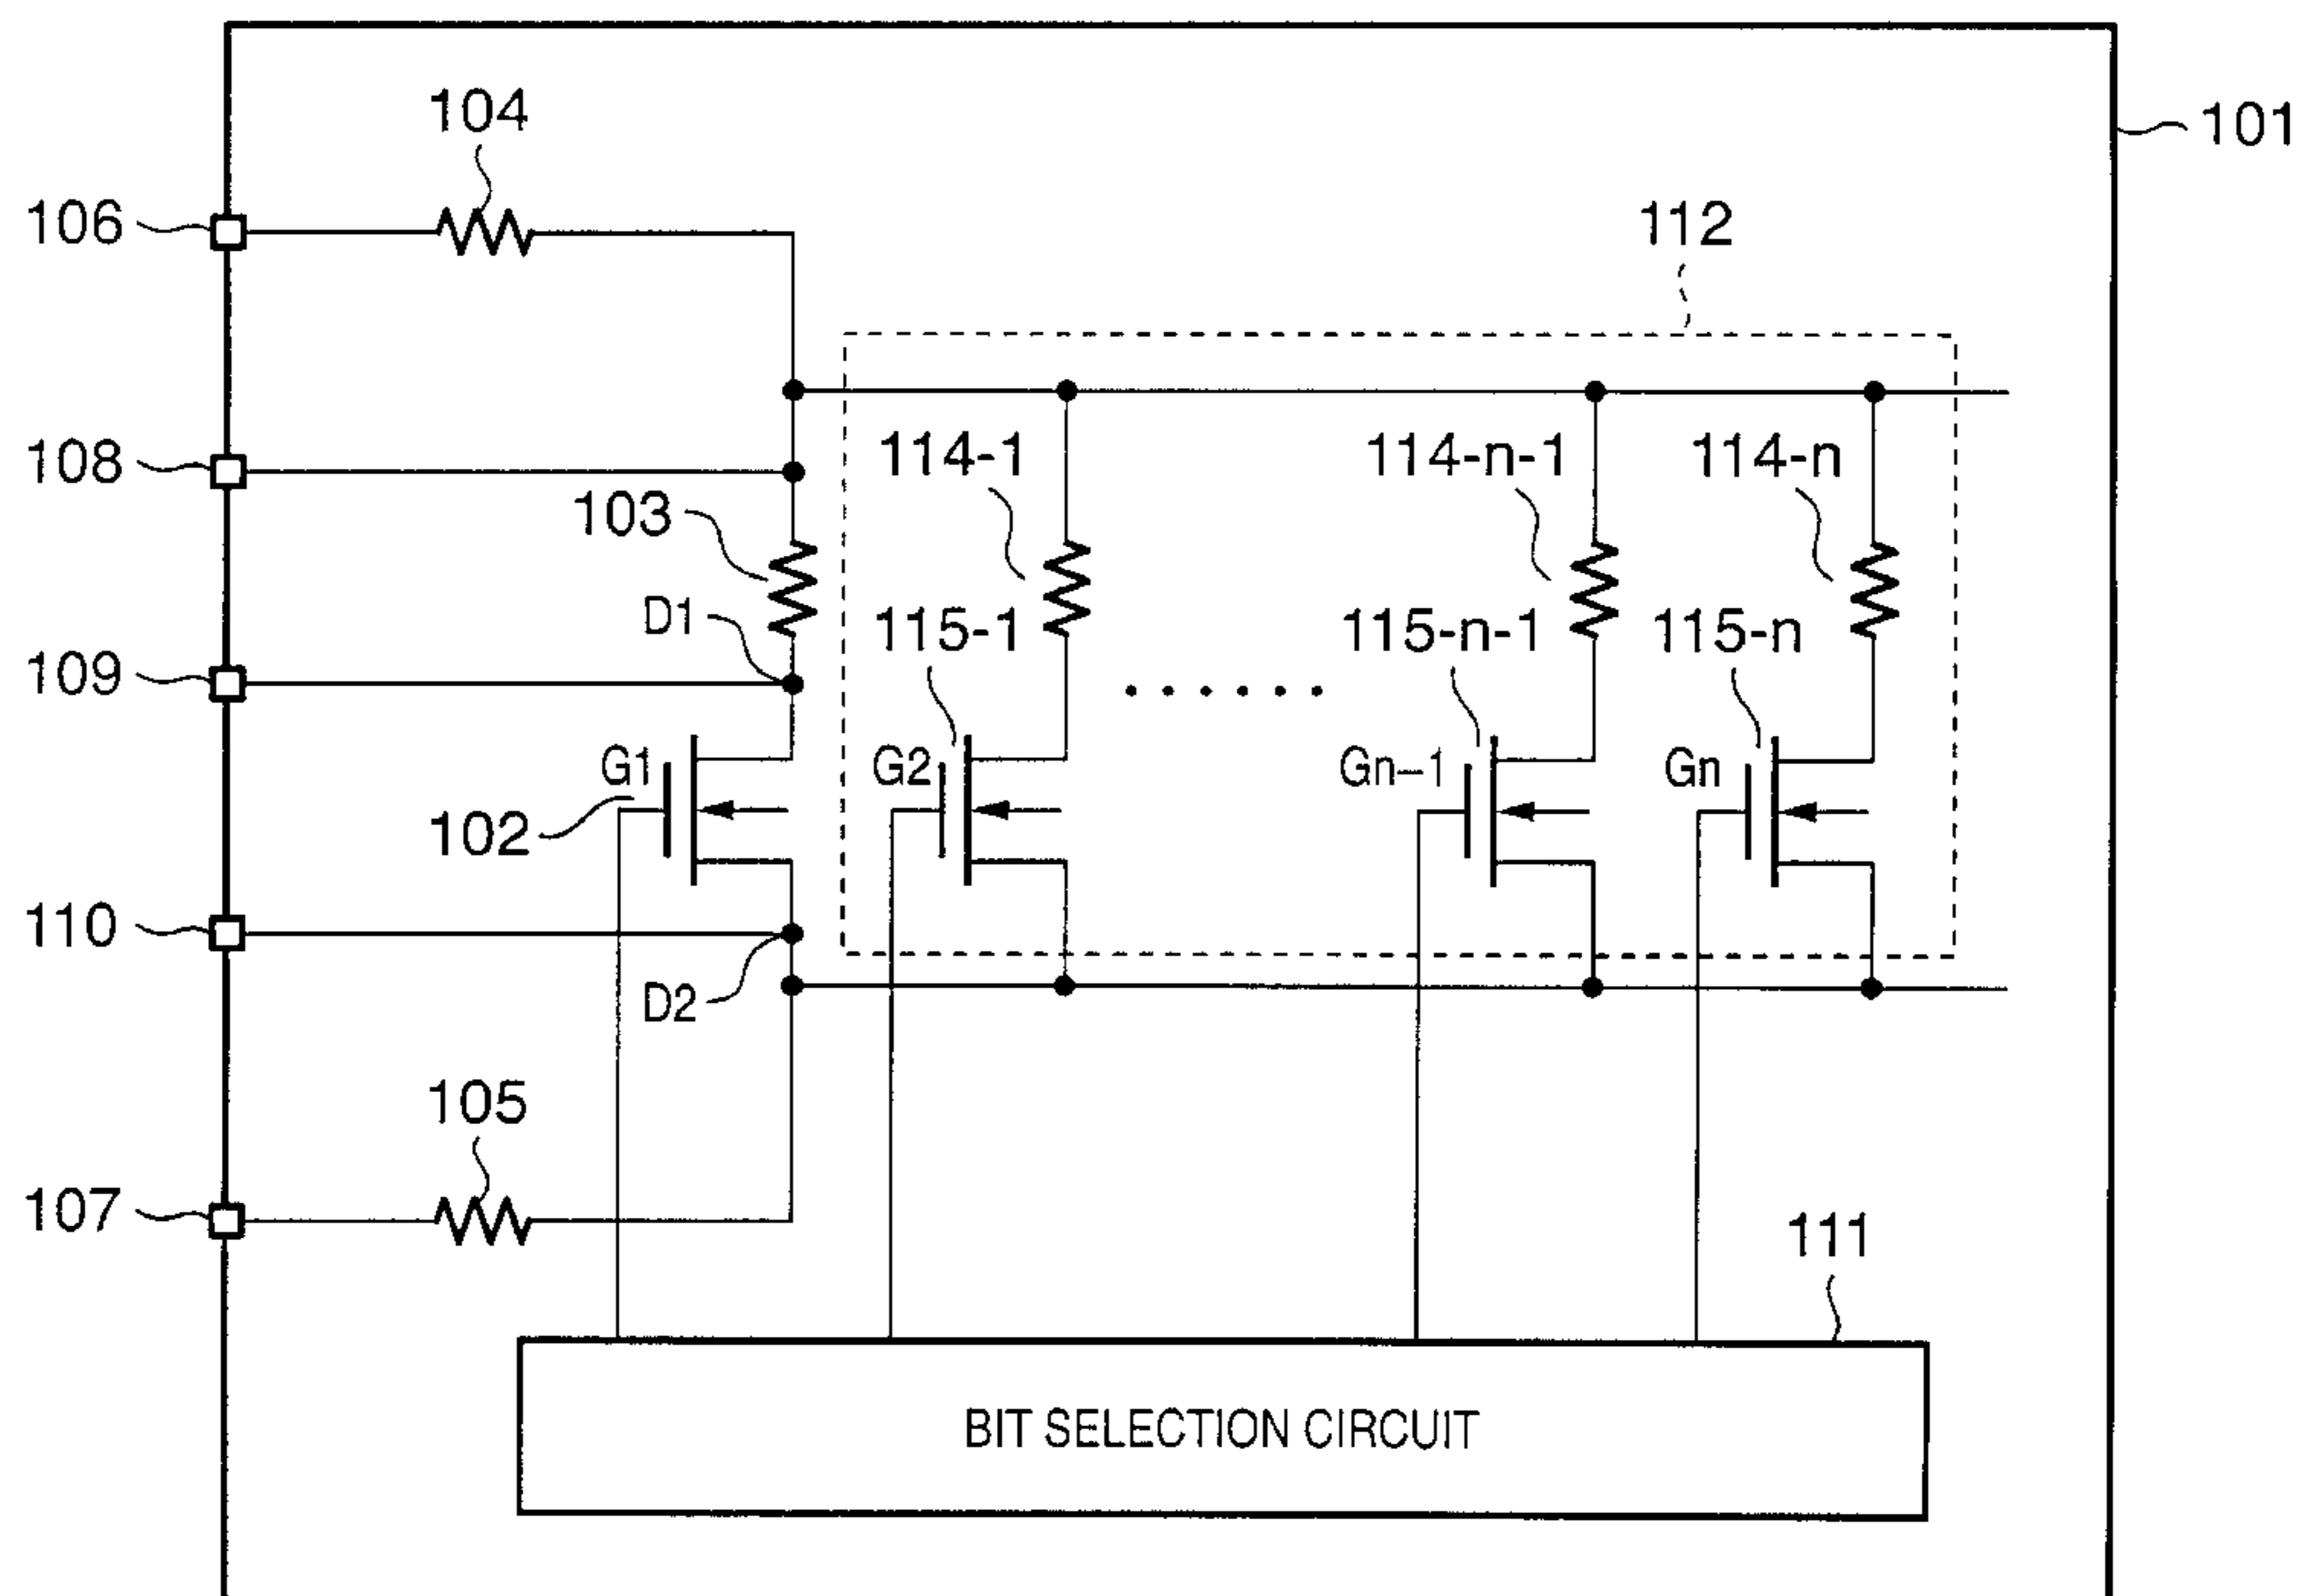 104
101
106
112
108
114-1
114-n-1
114-n
103
D1
115-1
115-n-1
115-n
109
G1
G2
Gn-1
Gn
102
110
D2
105
107
111
BIT SELECTION CIRCUIT